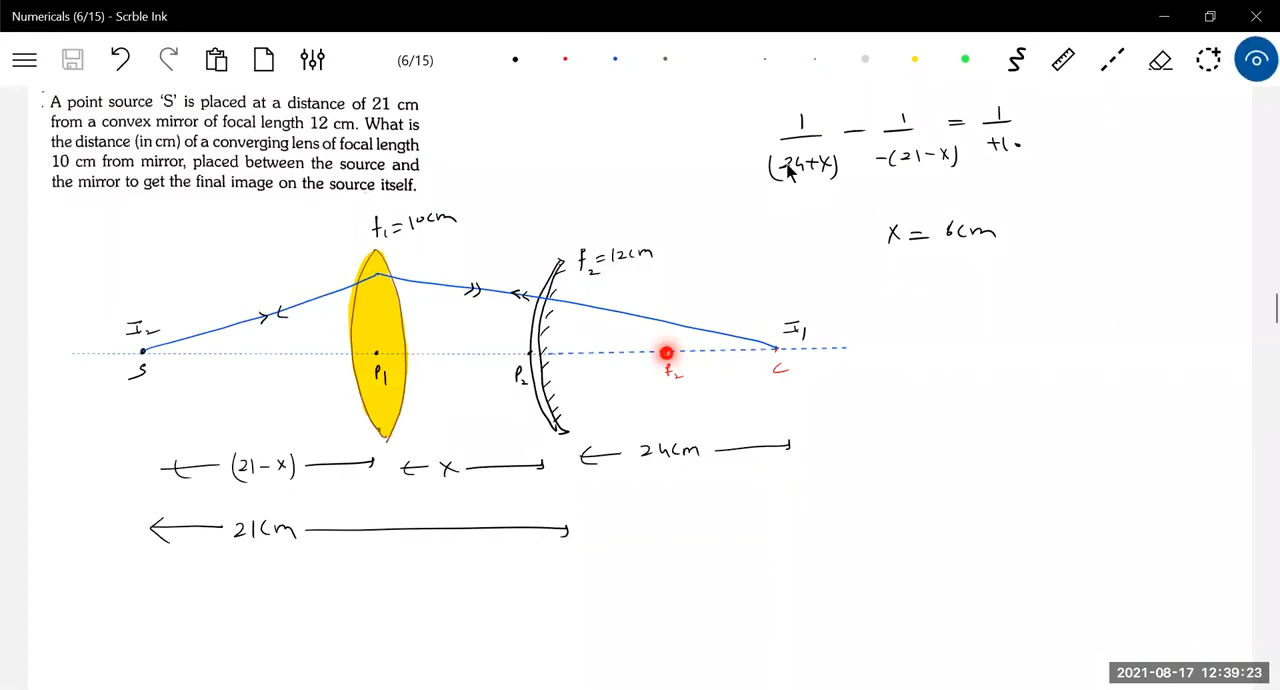 Numericals (6/15) - Scrble Ink
(6/15)
. A point source 'S' is placed at a distance of 21 cm
from a convex mirror of focal length 12 cm. What is
the distance (in cm) of a converging lens of focal length
10 cm from mirror, placed between the source and
the mirror to get the final image on the source itself.
1/(24+x) - 1/-(21-x) = 1/+10
x = 6cm
f₁=10cm
f₂=12cm
I₂
I₁
S
P₁
P₂
f₂
C
(21-x)
x
24cm
21cm
2021-08-17 12:39:23